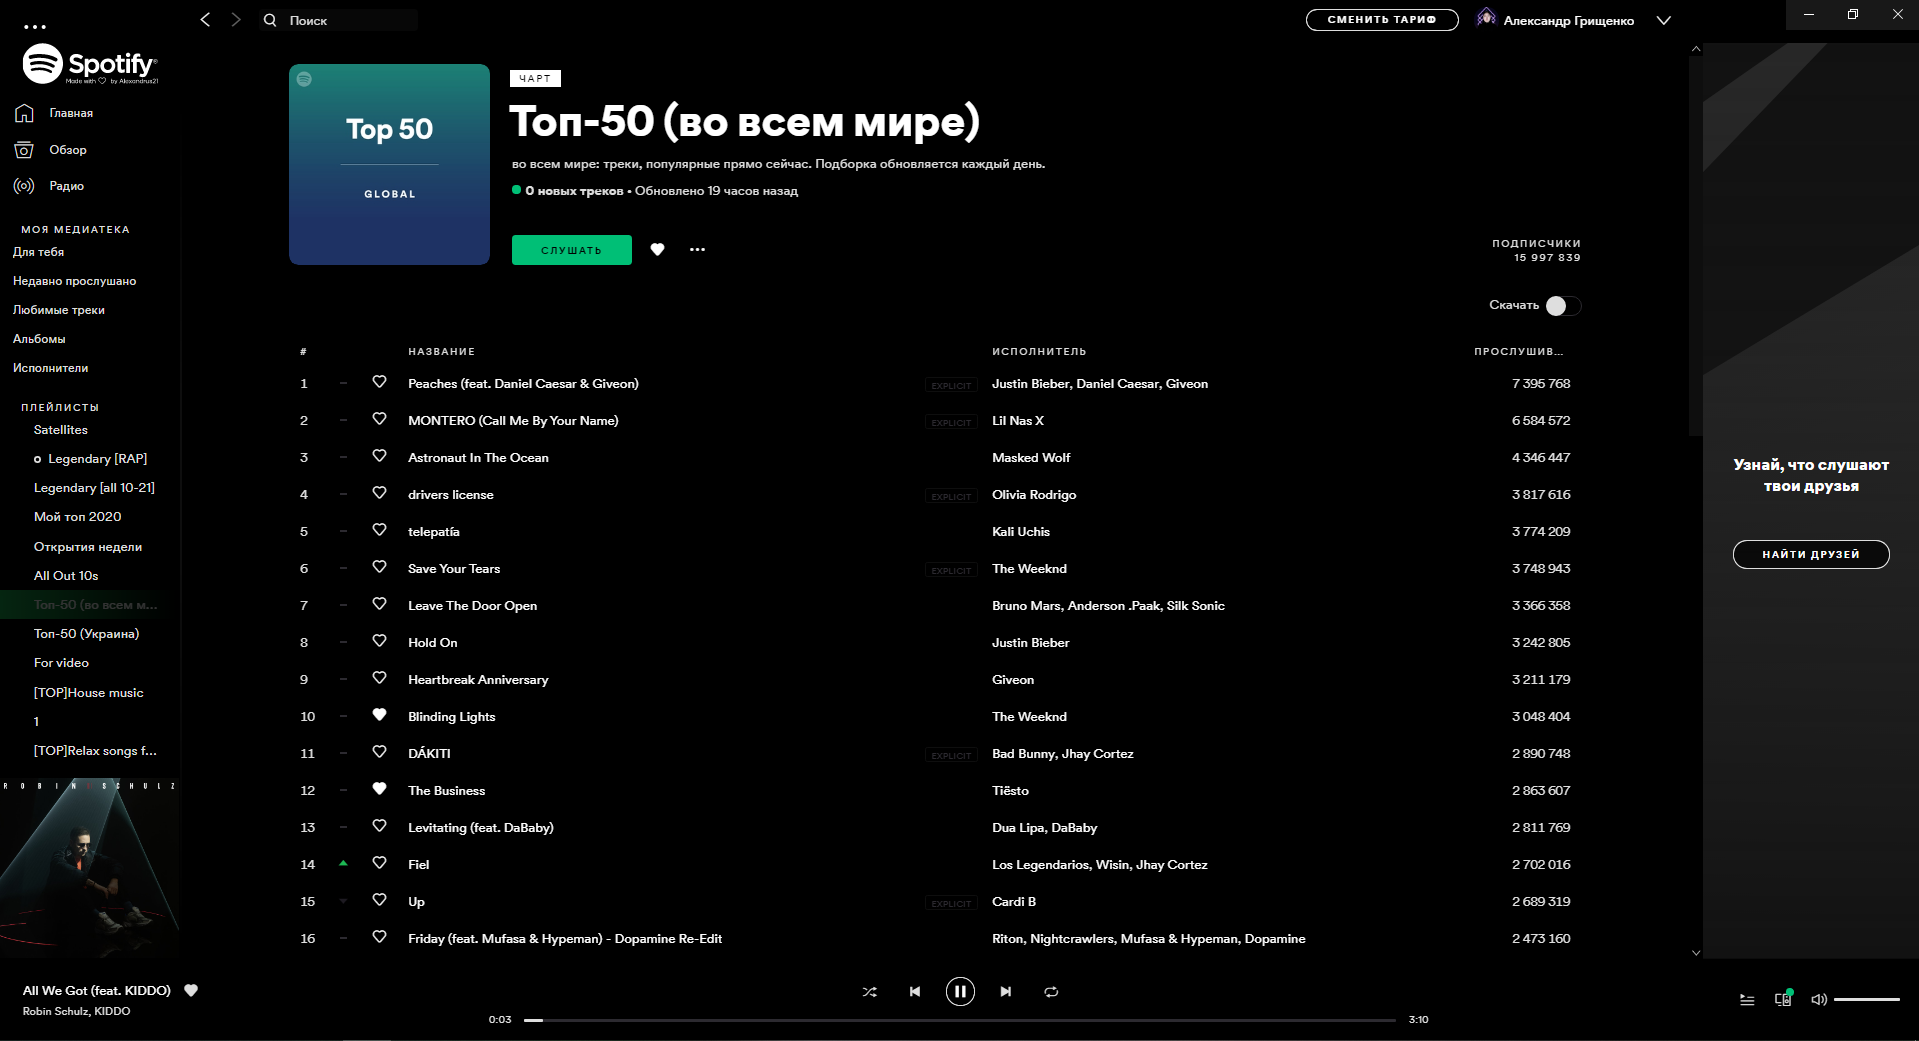 Поиск
СМЕНИТЬ ТАРИФ
Александр Грищенко
Spotify®
Made with ♡ by Alexandrus21
Главная
Обзор
Радио
МОЯ МЕДИАТЕКА
Для тебя
Недавно прослушано
Любимые треки
Альбомы
Исполнители
ПЛЕЙЛИСТЫ
Satellites
Legendary [RAP]
Legendary [all 10-21]
Мой топ 2020
Открытия недели
All Out 10s
Топ-50 (во всем м...
Топ-50 (Украина)
For video
[TOP]House music
1
[TOP]Relax songs f...
ROBIN SCHULZ
Top 50
GLOBAL
ЧАРТ
Топ-50 (во всем мире)
во всем мире: треки, популярные прямо сейчас. Подборка обновляется каждый день.
0 новых треков • Обновлено 19 часов назад
СЛУШАТЬ
ПОДПИСЧИКИ
15 997 839
Скачать
# НАЗВАНИЕ ИСПОЛНИТЕЛЬ ПРОСЛУШИВ...
1 Peaches (feat. Daniel Caesar & Giveon) EXPLICIT Justin Bieber, Daniel Caesar, Giveon 7 395 768
2 MONTERO (Call Me By Your Name) EXPLICIT Lil Nas X 6 584 572
3 Astronaut In The Ocean Masked Wolf 4 346 447
4 drivers license EXPLICIT Olivia Rodrigo 3 817 616
5 telepatía Kali Uchis 3 774 209
6 Save Your Tears EXPLICIT The Weeknd 3 748 943
7 Leave The Door Open Bruno Mars, Anderson .Paak, Silk Sonic 3 366 358
8 Hold On Justin Bieber 3 242 805
9 Heartbreak Anniversary Giveon 3 211 179
10 Blinding Lights The Weeknd 3 048 404
11 DÁKITI EXPLICIT Bad Bunny, Jhay Cortez 2 890 748
12 The Business Tiësto 2 863 607
13 Levitating (feat. DaBaby) Dua Lipa, DaBaby 2 811 769
14 Fiel Los Legendarios, Wisin, Jhay Cortez 2 702 016
15 Up EXPLICIT Cardi B 2 689 319
16 Friday (feat. Mufasa & Hypeman) - Dopamine Re-Edit Riton, Nightcrawlers, Mufasa & Hypeman, Dopamine 2 473 160
Узнай, что слушают
твои друзья
НАЙТИ ДРУЗЕЙ
All We Got (feat. KIDDO)
Robin Schulz, KIDDO
0:03
3:10